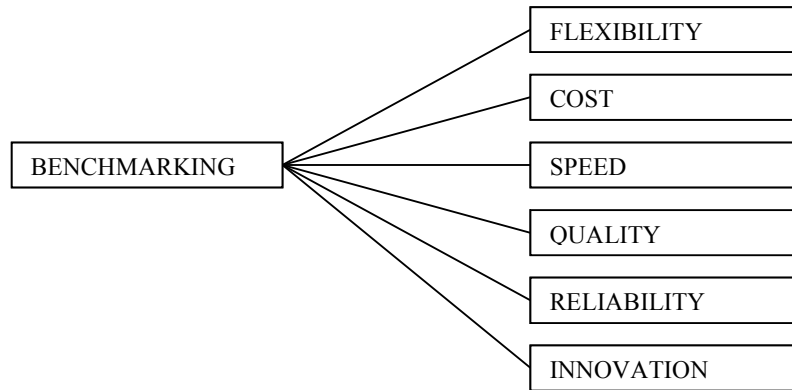 FLEXIBILITY
COST
BENCHMARKING
SPEED
QUALITY
RELIABILITY
INNOVATION